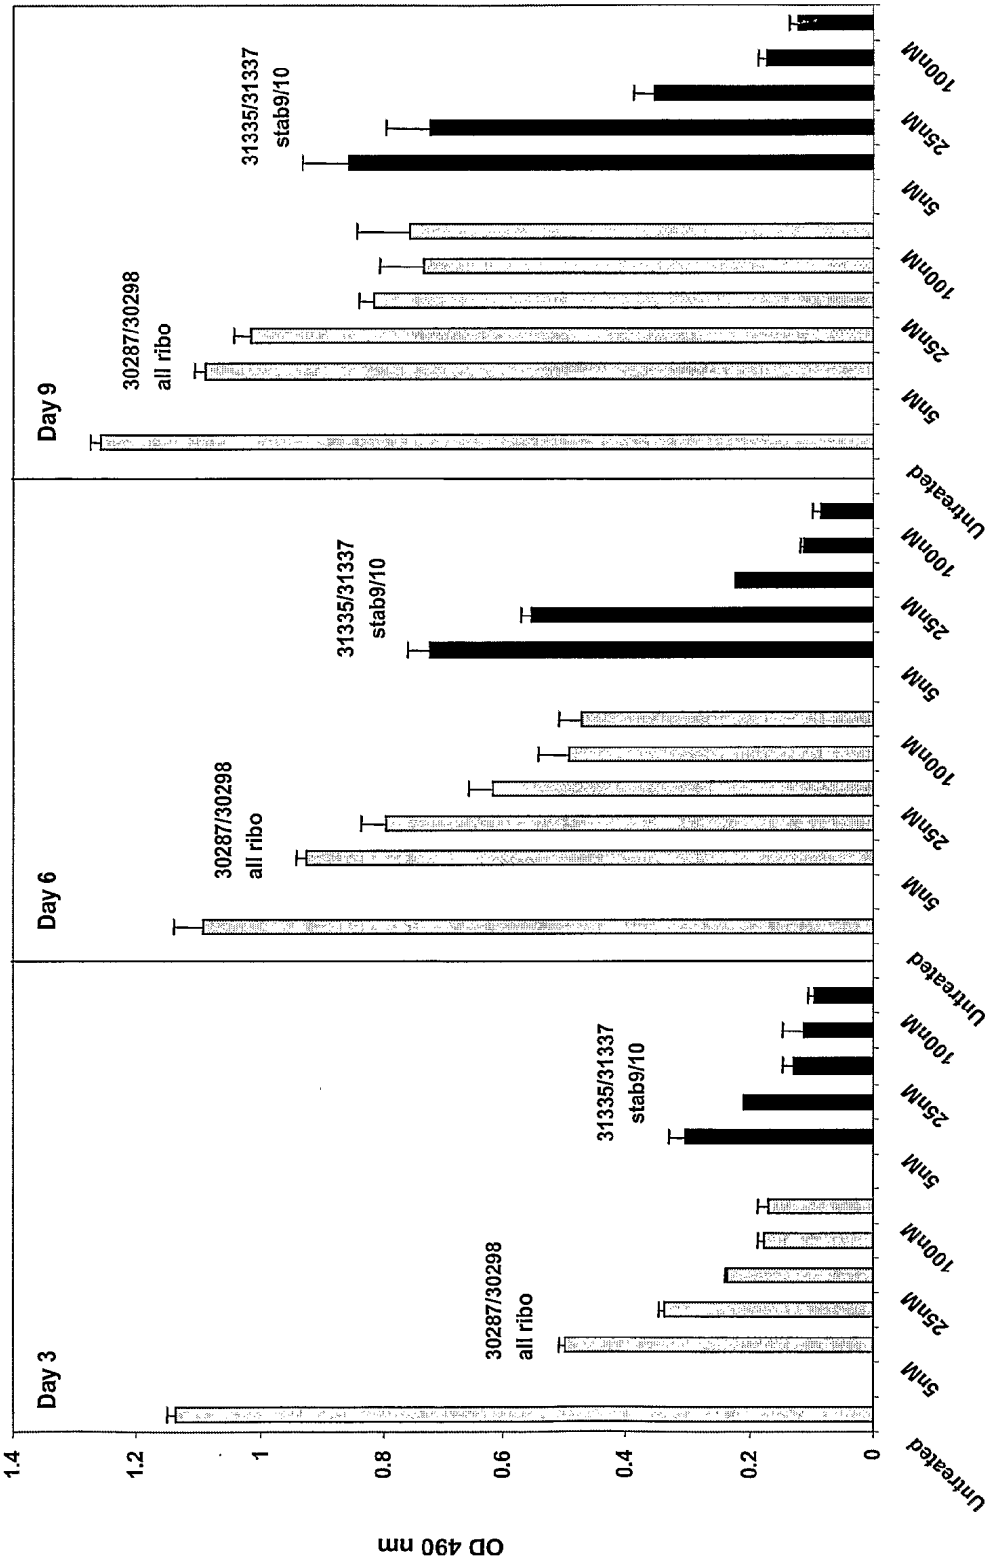 Day 3
Day 6
Day 9
30287/30298
all ribo
31335/31337
stab9/10
30287/30298
all ribo
31335/31337
stab9/10
30287/30298
all ribo
31335/31337
stab9/10
OD 490 nm
1.4
1.2
1
0.8
0.6
0.4
0.2
0
Untreated
5nM
25nM
100nM
5nM
25nM
100nM
Untreated
5nM
25nM
100nM
5nM
25nM
100nM
Untreated
5nM
25nM
100nM
5nM
25nM
100nM